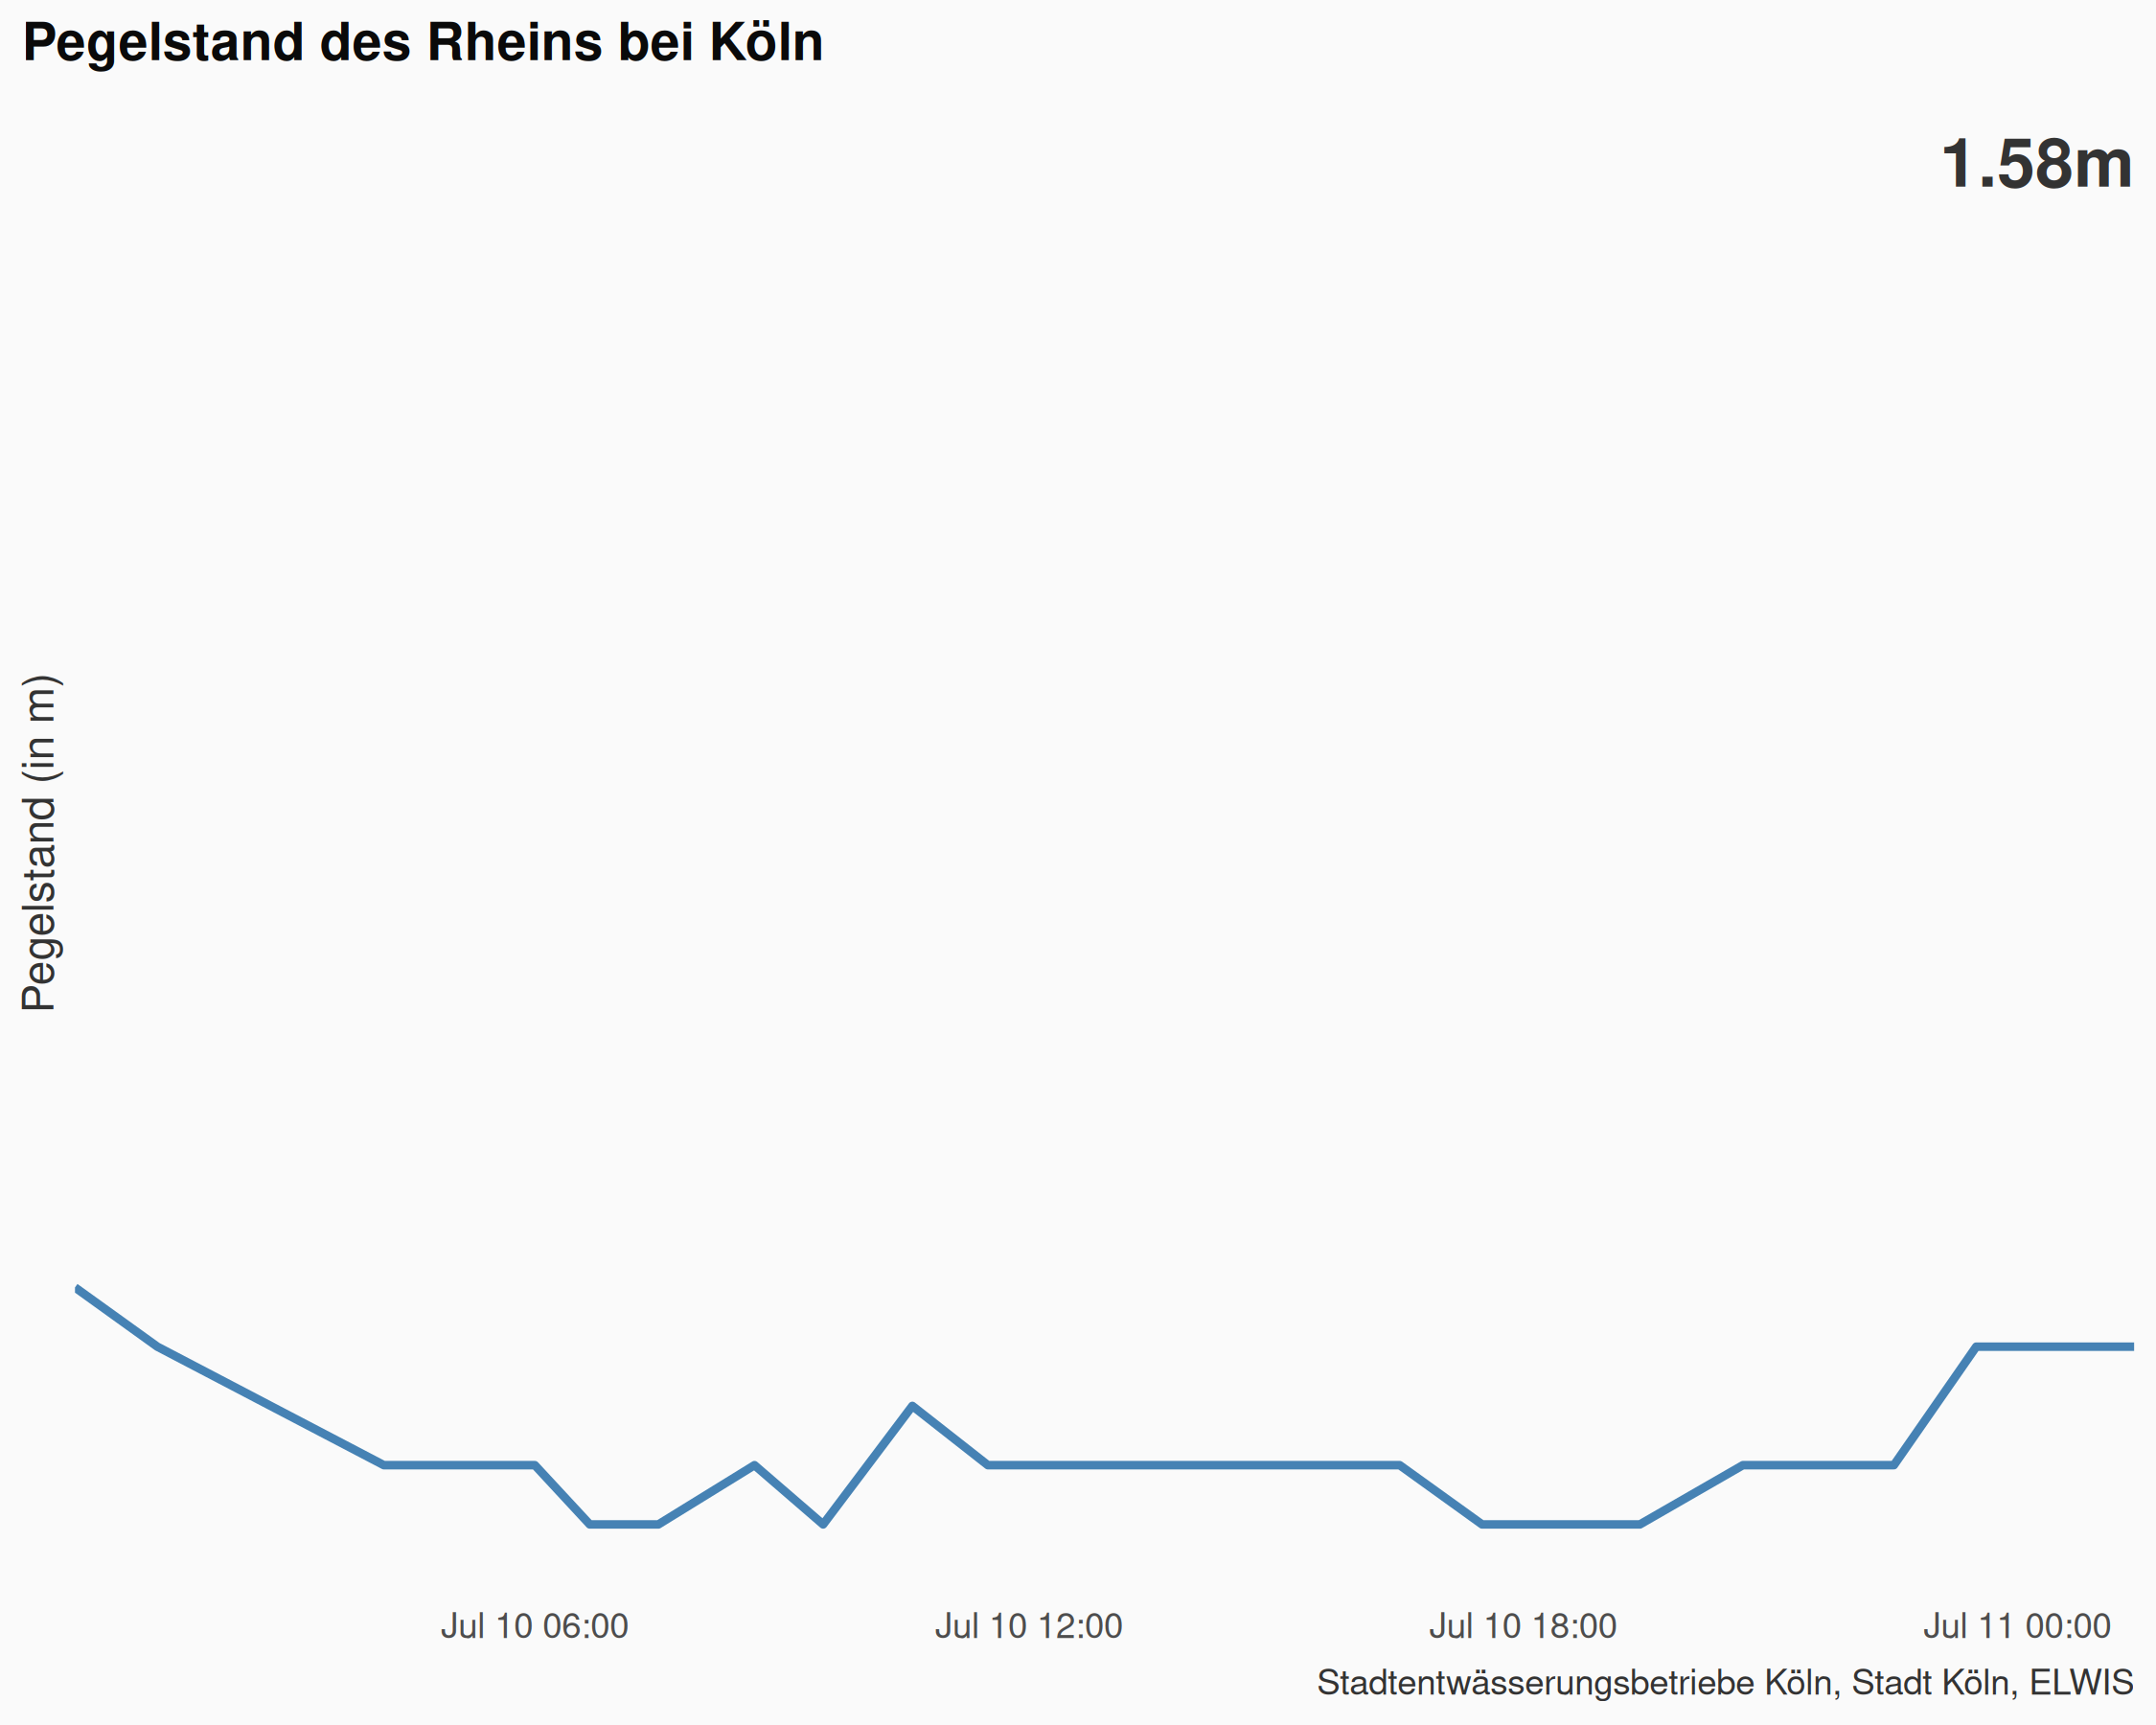 Pegelstand des Rheins bei Köln
1.58m
Pegelstand (in m)
Jul 10 06:00
Jul 10 12:00
Jul 10 18:00
Jul 11 00:00
Stadtentwässerungsbetriebe Köln, Stadt Köln, ELWIS